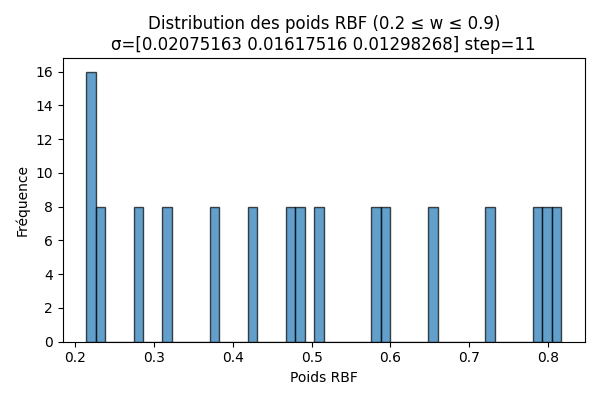 Distribution des poids RBF (0.2 ≤ w ≤ 0.9)
σ=[0.02075163 0.01617516 0.01298268] step=11
Fréquence
16
14
12
10
8
6
4
2
0
0.2 0.3 0.4 0.5 0.6 0.7 0.8
Poids RBF